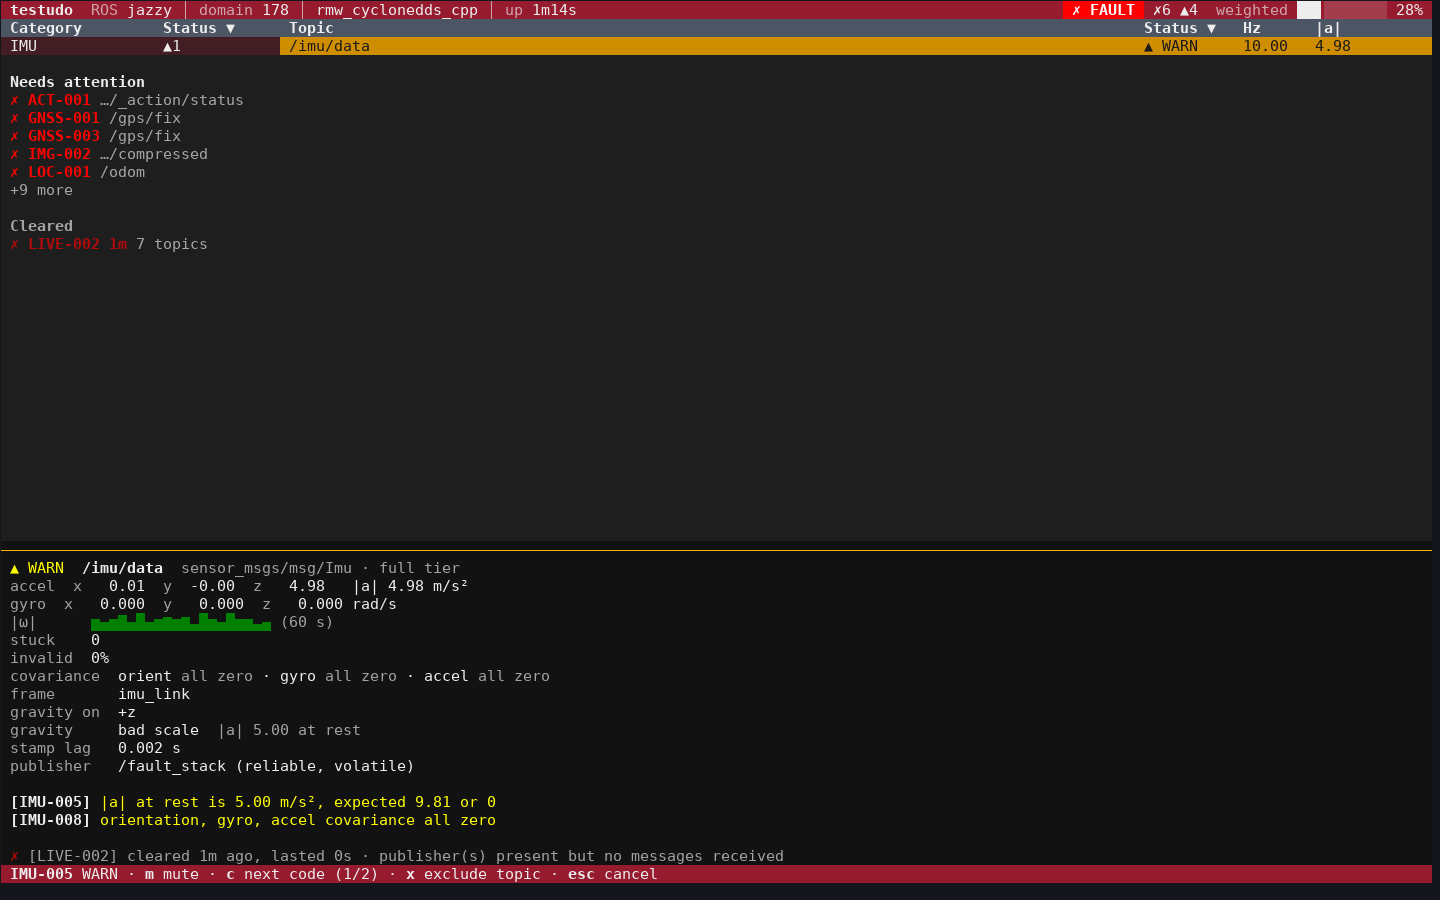 testudo ROS jazzy │ domain 178 │ rmw_cyclonedds_cpp │ up 1m14s ✗ FAULT ✗6 ▲4 weighted 28%
Category Status ▼ Topic Status ▼ Hz |a|
IMU ▲1 /imu/data ▲ WARN 10.00 4.98
Needs attention
✗ ACT-001 …/_action/status
✗ GNSS-001 /gps/fix
✗ GNSS-003 /gps/fix
✗ IMG-002 …/compressed
✗ LOC-001 /odom
+9 more
Cleared
✗ LIVE-002 1m 7 topics
▲ WARN /imu/data sensor_msgs/msg/Imu · full tier
accel x 0.01 y -0.00 z 4.98 |a| 4.98 m/s²
gyro x 0.000 y 0.000 z 0.000 rad/s
|ω| (60 s)
stuck 0
invalid 0%
covariance orient all zero · gyro all zero · accel all zero
frame imu_link
gravity on +z
gravity bad scale |a| 5.00 at rest
stamp lag 0.002 s
publisher /fault_stack (reliable, volatile)
[IMU-005] |a| at rest is 5.00 m/s², expected 9.81 or 0
[IMU-008] orientation, gyro, accel covariance all zero
✗ [LIVE-002] cleared 1m ago, lasted 0s · publisher(s) present but no messages received
IMU-005 WARN · m mute · c next code (1/2) · x exclude topic · esc cancel